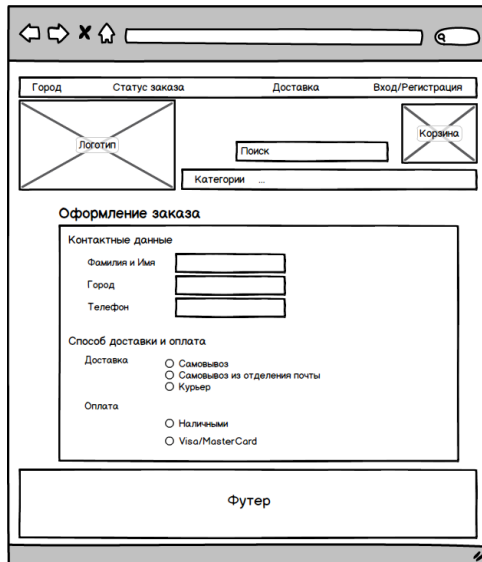 Город Статус заказа Доставка Вход/Регистрация
Логотип
Корзина
Поиск
Категории ...
Оформление заказа
Контактные данные
Фамилия и Имя
Город
Телефон
Способ доставки и оплата
Доставка
Самовывоз
Самовывоз из отделения почты
Курьер
Оплата
Наличными
Visa/MasterCard
Футер